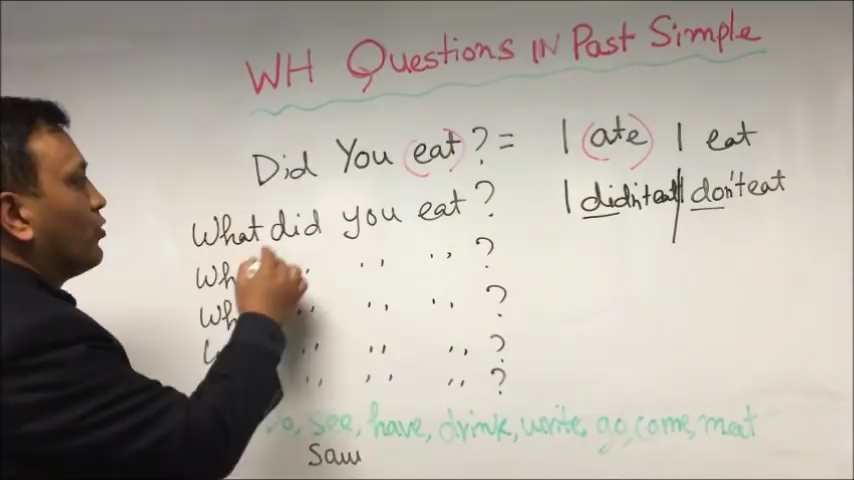 WH Questions IN Past Simple
Did You (eat)? = I (ate) I eat
What did you eat? I didn't eat/I don't eat
Wh ,, ,, ?
Wh ,, ,, ,, ?
,, ,, ,, ?
,, ,, ,, ?
see, have, drink, write, go, come, meet
Saw